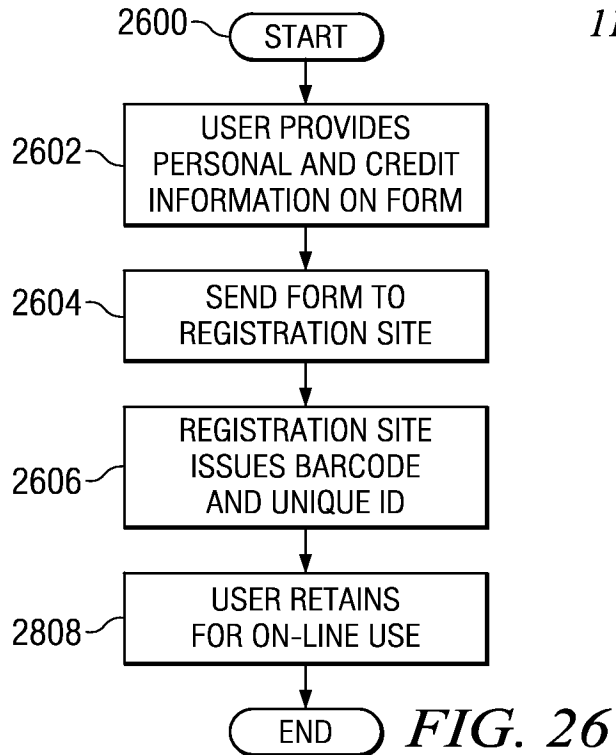 2600
START
11
2602
USER PROVIDES
PERSONAL AND CREDIT
INFORMATION ON FORM
2604
SEND FORM TO
REGISTRATION SITE
2606
REGISTRATION SITE
ISSUES BARCODE
AND UNIQUE ID
2808
USER RETAINS
FOR ON-LINE USE
END
FIG. 26